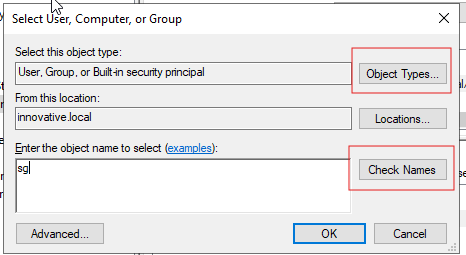 Select User, Computer, or Group
Select this object type:
User, Group, or Built-in security principal
Object Types...
From this location:
innovative.local
Locations...
Enter the object name to select (examples):
sg
Check Names
Advanced...
OK
Cancel